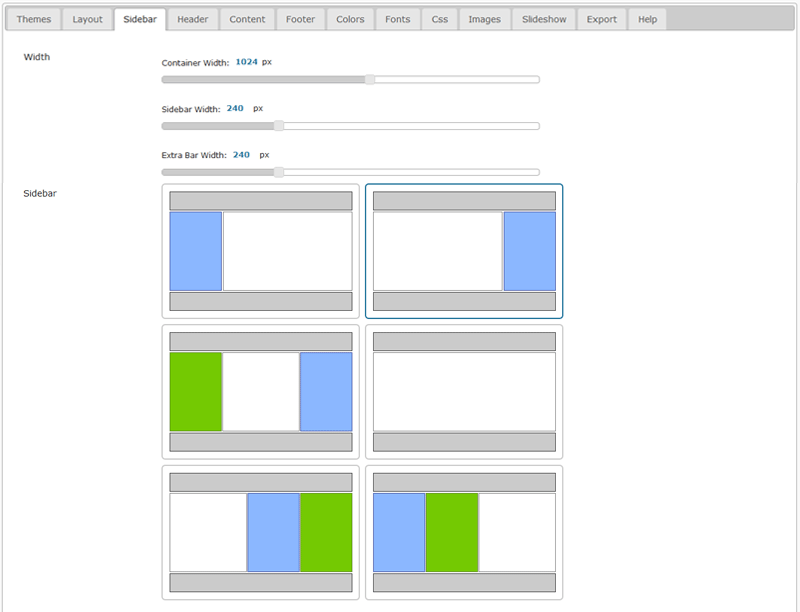 Themes Layout Sidebar Header Content Footer Colors Fonts Css Images Slideshow Export Help
Width
Container Width: 1024 px
Sidebar Width: 240 px
Extra Bar Width: 240 px
Sidebar